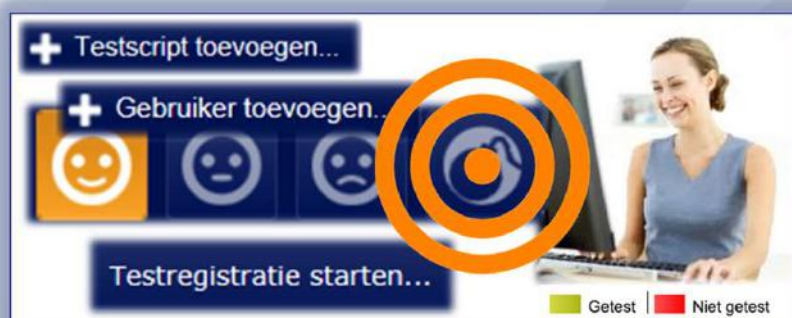 Testscript toevoegen...
Gebruiker toevoegen..
Testregistratie starten...
Getest
Niet getest